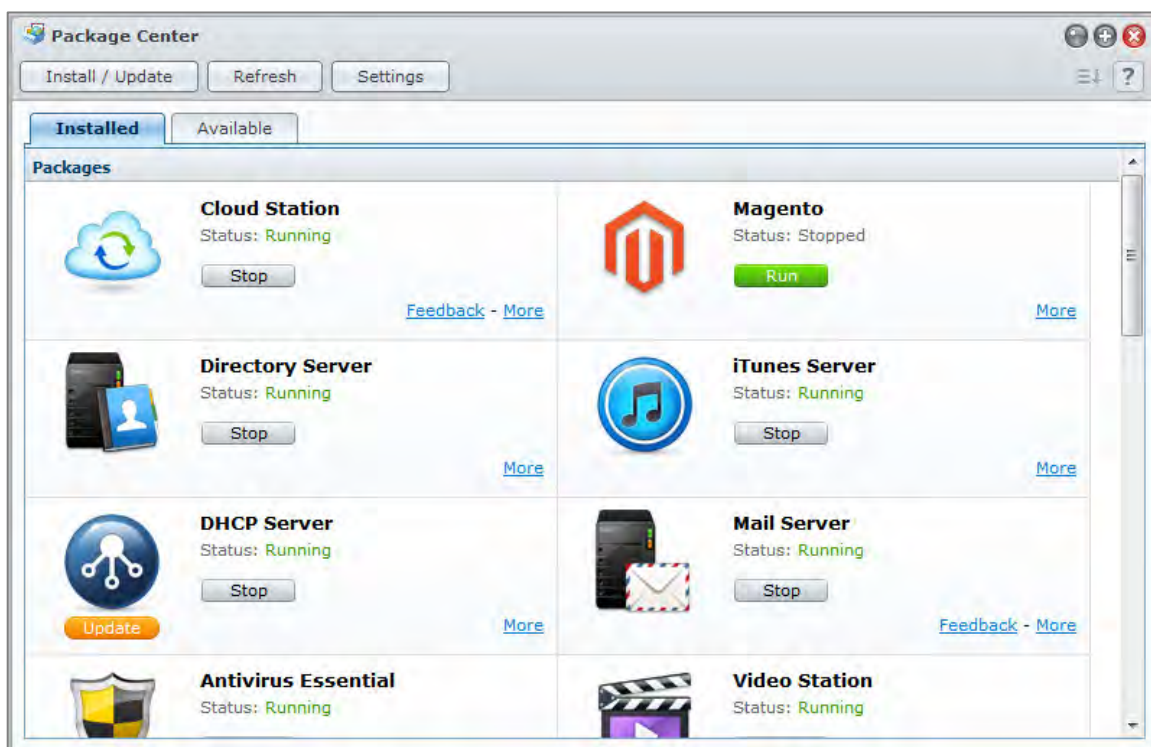 Package Center
Install / Update Refresh Settings ?
Installed Available
Packages
Cloud Station
Status: Running
Stop
Feedback - More
Magento
Status: Stopped
Run
More
Directory Server
Status: Running
Stop
More
iTunes Server
Status: Running
Stop
More
DHCP Server
Status: Running
Stop
Update
More
Mail Server
Status: Running
Stop
Feedback - More
Antivirus Essential
Status: Running
Video Station
Status: Running